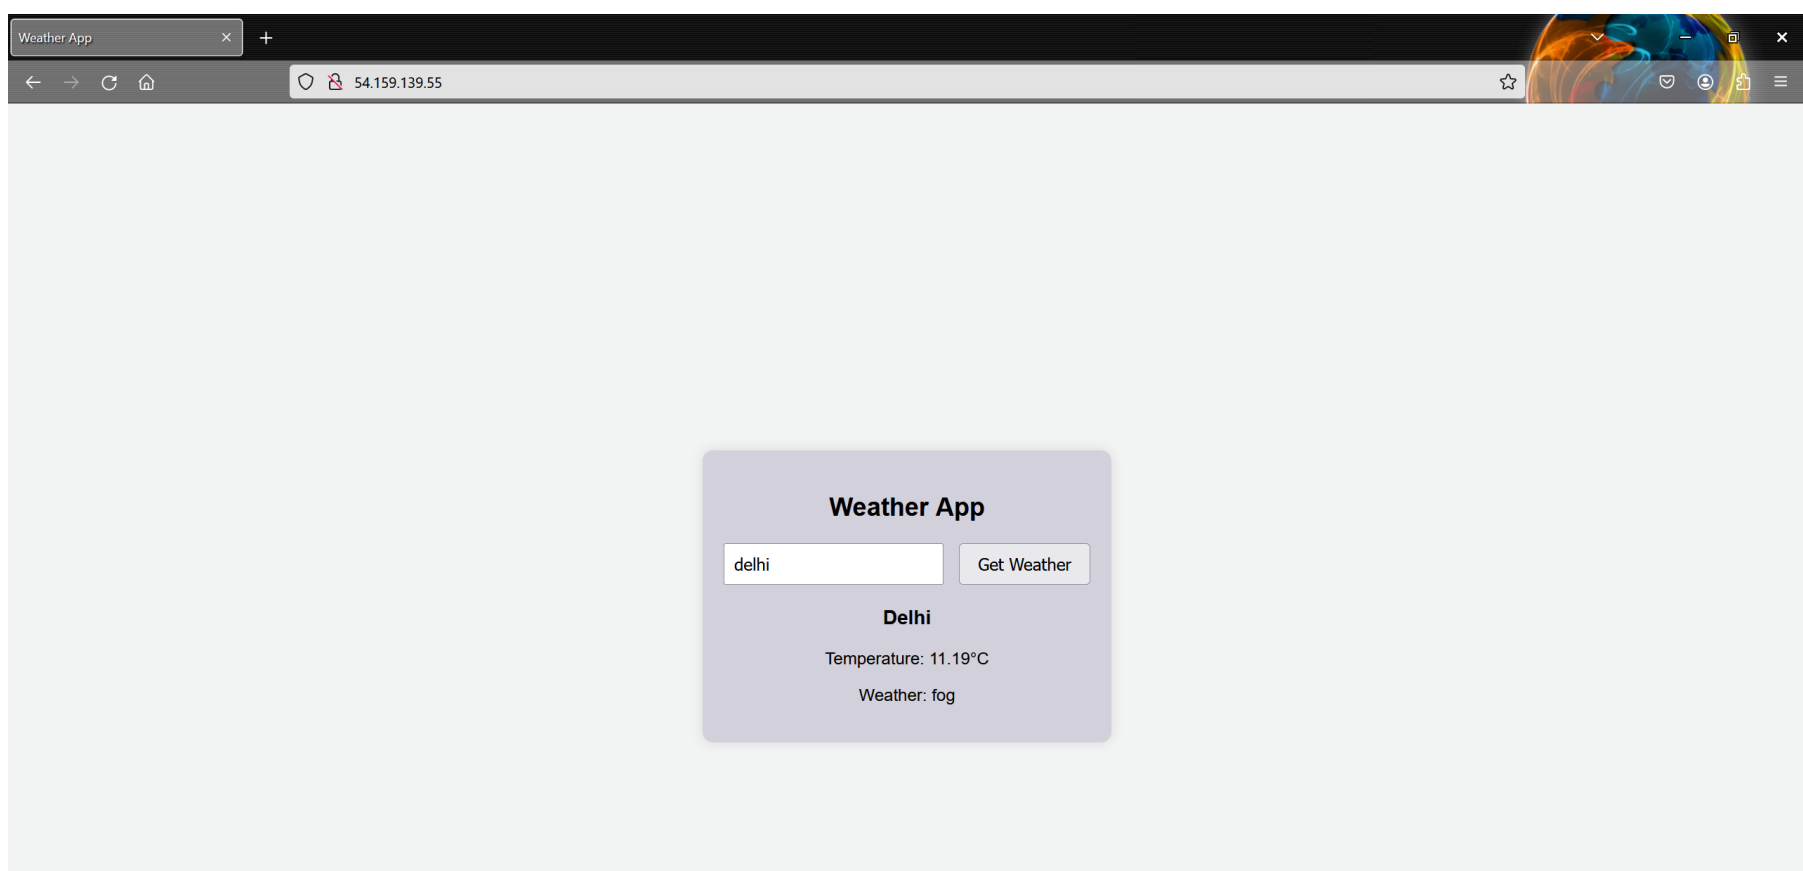 Weather App
54.159.139.55
Weather App
delhi
Get Weather
Delhi
Temperature: 11.19°C
Weather: fog